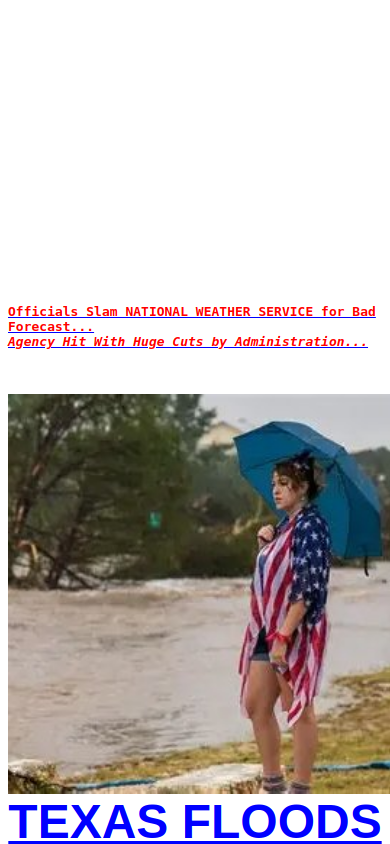 Officials Slam NATIONAL WEATHER SERVICE for Bad
Forecast...
Agency Hit With Huge Cuts by Administration...
TEXAS FLOODS